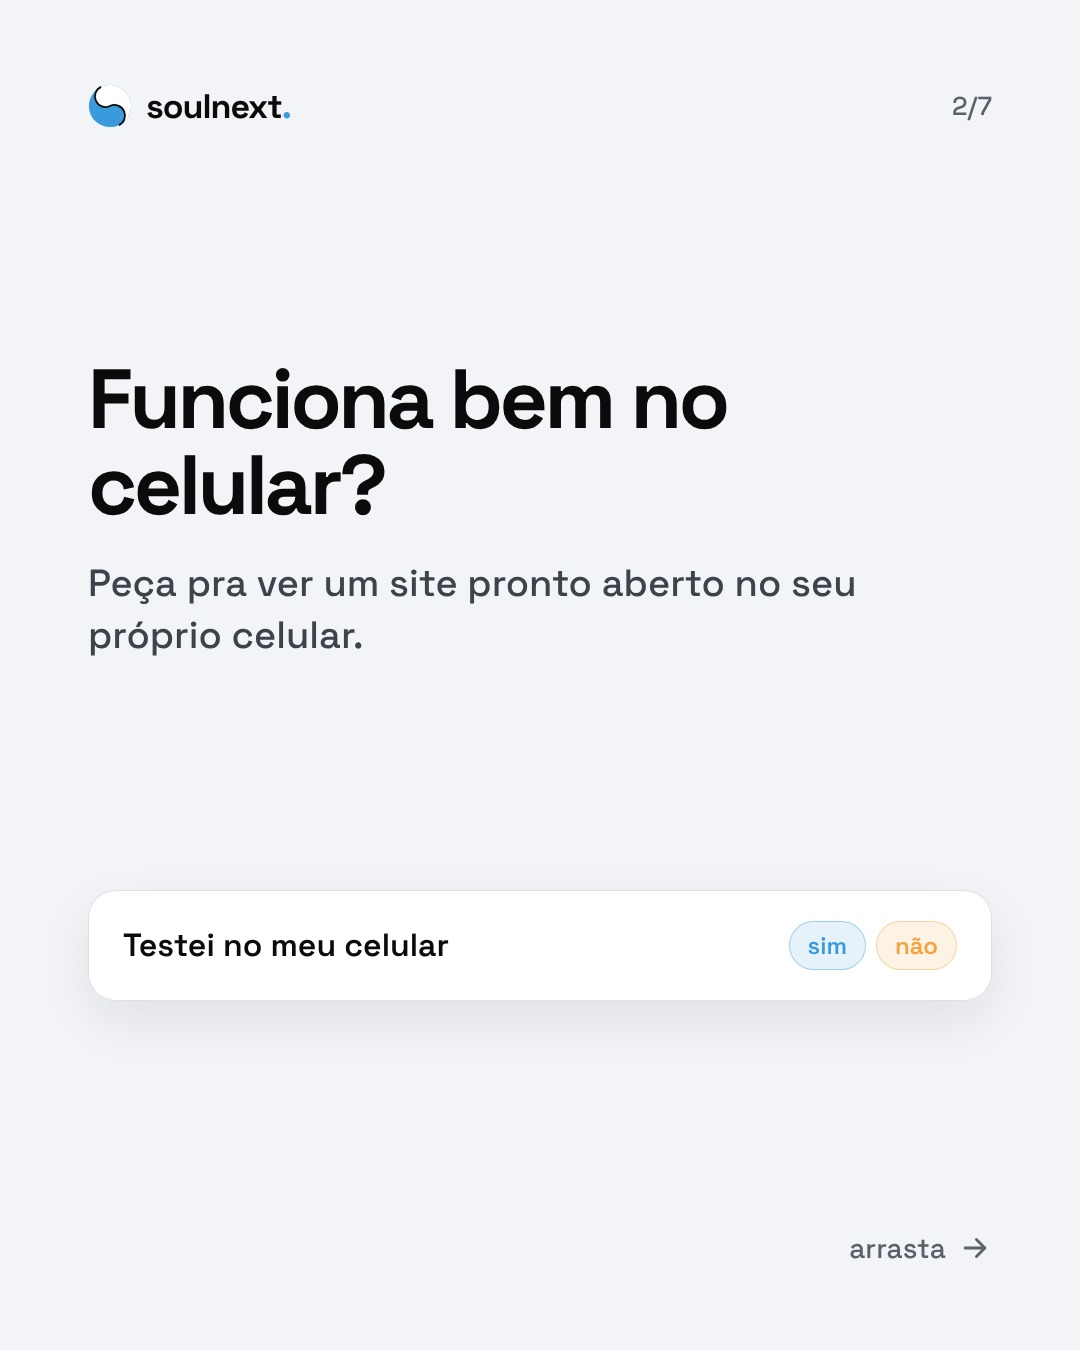 soulnext.
2/7
Funciona bem no
celular?
Peça pra ver um site pronto aberto no seu
próprio celular.
Testei no meu celular
sim
não
arrasta →